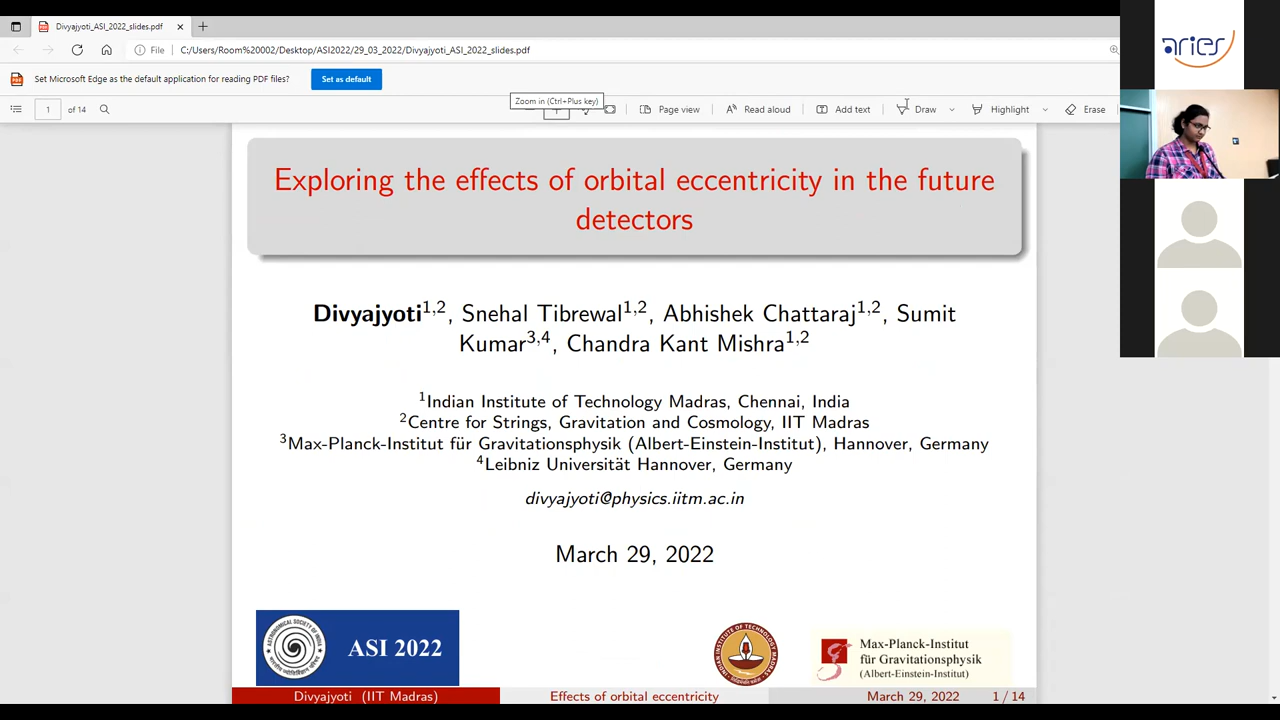 Divyajyoti_ASI_2022_slides.pdf
File
C:/Users/Room%20002/Desktop/ASI2022/29_03_2022/Divyajyoti_ASI_2022_slides.pdf
Set Microsoft Edge as the default application for reading PDF files?
Set as default
Zoom in (Ctrl+Plus key)
1 of 14
Page view
Read aloud
Add text
Draw
Highlight
Erase
aries
Exploring the effects of orbital eccentricity in the future
detectors
Divyajyoti1,2, Snehal Tibrewal1,2, Abhishek Chattaraj1,2, Sumit
Kumar3,4, Chandra Kant Mishra1,2
1Indian Institute of Technology Madras, Chennai, India
2Centre for Strings, Gravitation and Cosmology, IIT Madras
3Max-Planck-Institut für Gravitationsphysik (Albert-Einstein-Institut), Hannover, Germany
4Leibniz Universität Hannover, Germany
divyajyoti@physics.iitm.ac.in
March 29, 2022
ASI 2022
Max-Planck-Institut
für Gravitationsphysik
(Albert-Einstein-Institut)
Divyajyoti (IIT Madras)
Effects of orbital eccentricity
March 29, 2022
1 / 14